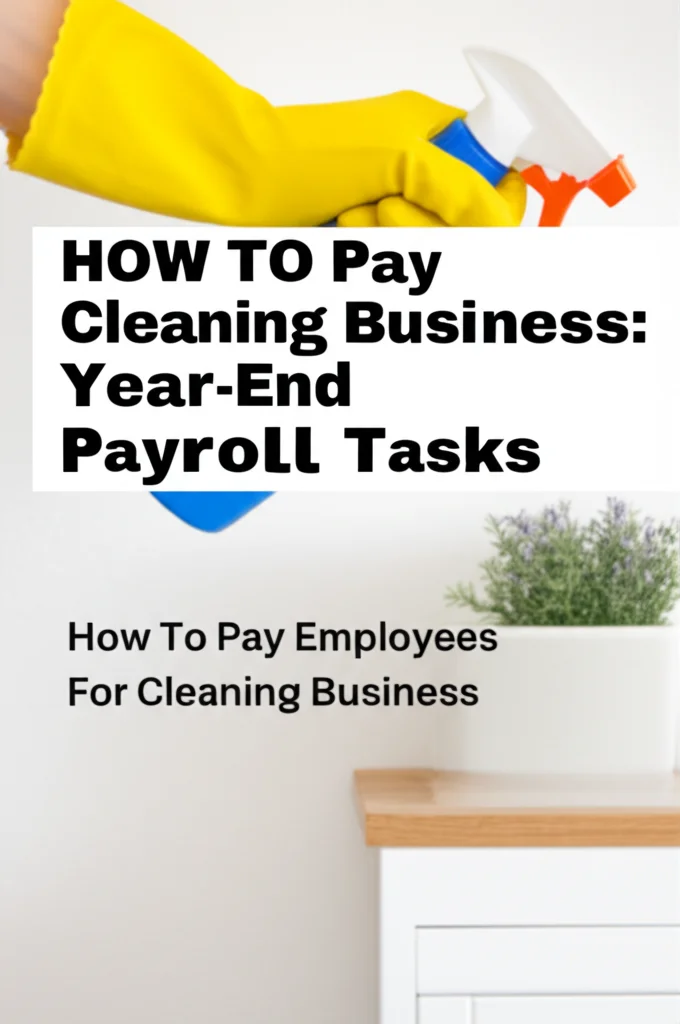 HOW TO Pay
Cleaning Business:
Year-End
Payroll Tasks
How To Pay Employees
For Cleaning Business